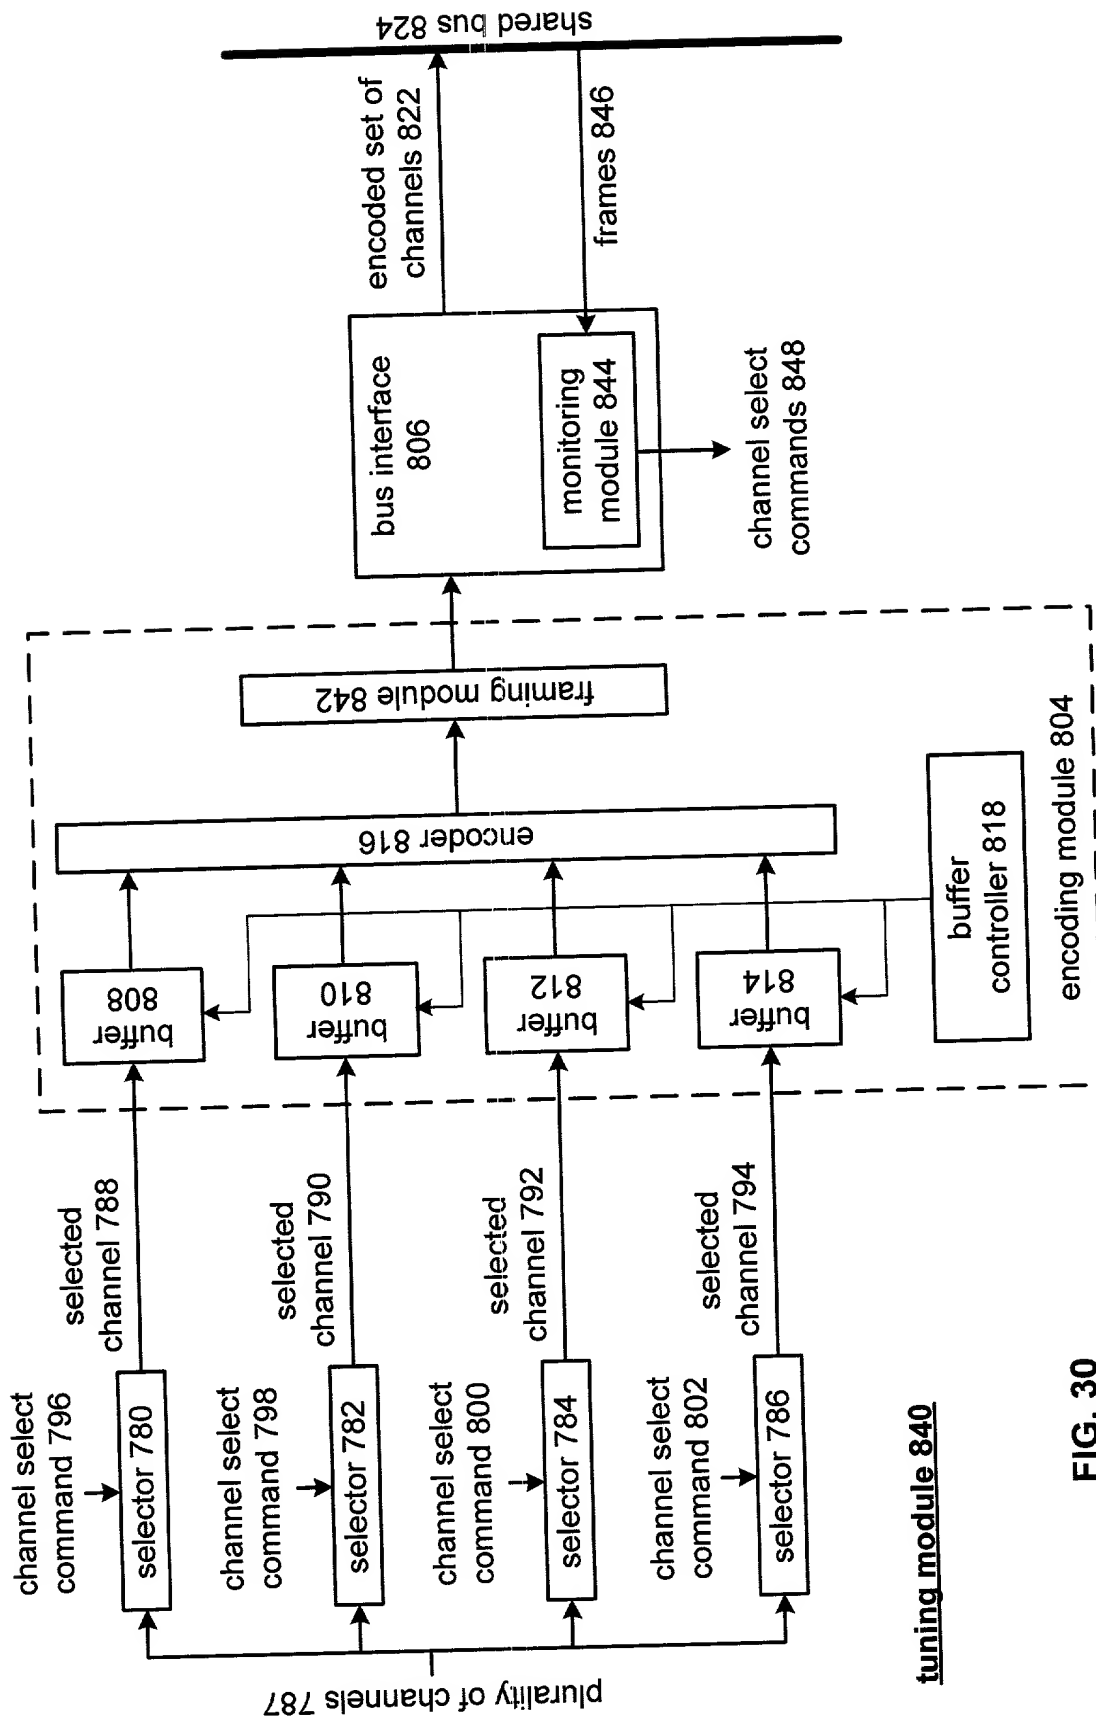 plurality of channels 787
channel select
command 796
selector 780
selected
channel 788
channel select
command 798
selector 782
selected
channel 790
channel select
command 800
selector 784
selected
channel 792
channel select
command 802
selector 786
selected
channel 794
buffer
808
buffer
810
buffer
812
buffer
814
encoder 816
framing module 842
buffer
controller 818
encoding module 804
bus interface
806
monitoring
module 844
channel select
commands 848
encoded set of
channels 822
frames 846
shared bus 824
tuning module 840
FIG. 30